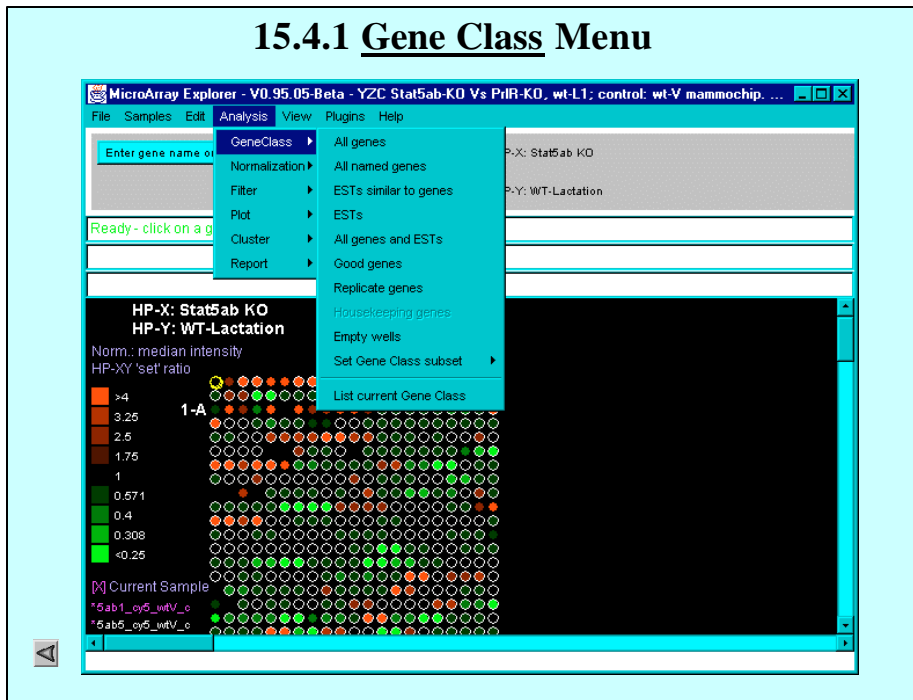 15.4.1 Gene Class Menu
MicroArray Explorer - V0.95.05-Beta - YZC Stat5ab-KO Vs PrlR-KO, wt-L1; control: wt-V mammochip. ...
File Samples Edit Analysis View Plugins Help
Enter gene name o
GeneClass
Normalization
Filter
Plot
Cluster
Report
All genes
All named genes
ESTs similar to genes
ESTs
All genes and ESTs
Good genes
Replicate genes
Housekeeping genes
Empty wells
Set Gene Class subset
List current Gene Class
P-X: Stat5ab KO
P-Y: WT-Lactation
Ready - click on a g
HP-X: Stat5ab KO
HP-Y: WT-Lactation
Norm.: median intensity
HP-XY 'set' ratio
>4
1-A
3.25
2.5
1.75
1
0.571
0.4
0.308
<0.25
[X] Current Sample
*5ab1_cy5_wtV_c
*5ab5_cy5_wtV_c